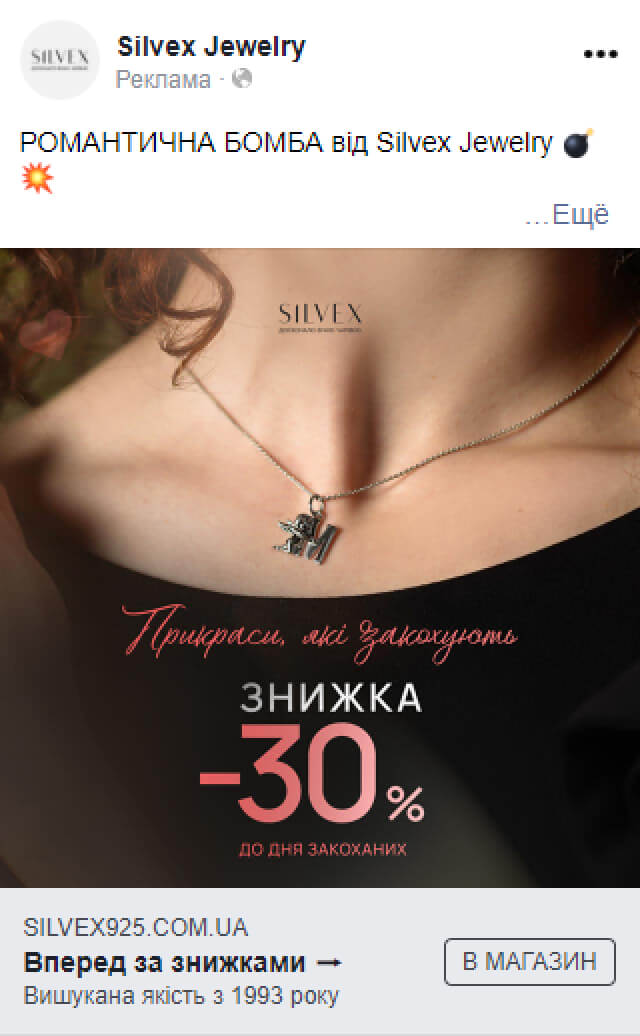 SILVEX
Silvex Jewelry
Реклама ·
РОМАНТИЧНА БОМБА від Silvex Jewelry 💣
💥
...Ещё
SILVEX
Прикраси, які закохують
ЗНИЖКА
-30%
ДО ДНЯ ЗАКОХАНИХ
SILVEX925.COM.UA
Вперед за знижками →
Вишукана якість з 1993 року
В МАГАЗИН